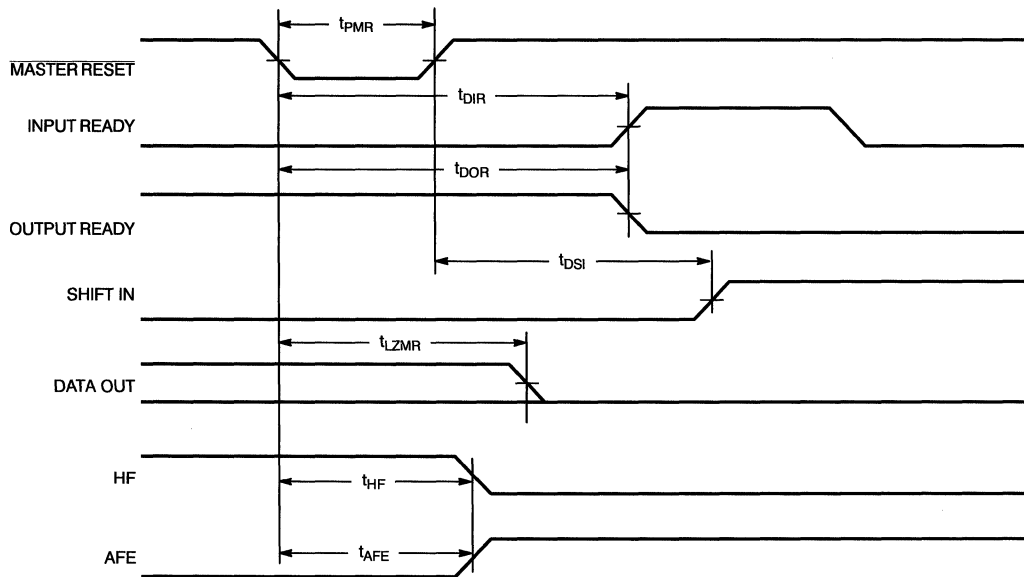 tPMR
MASTER RESET
tDIR
INPUT READY
tDOR
OUTPUT READY
tDSI
SHIFT IN
tLZMR
DATA OUT
HF
tHF
AFE
tAFE